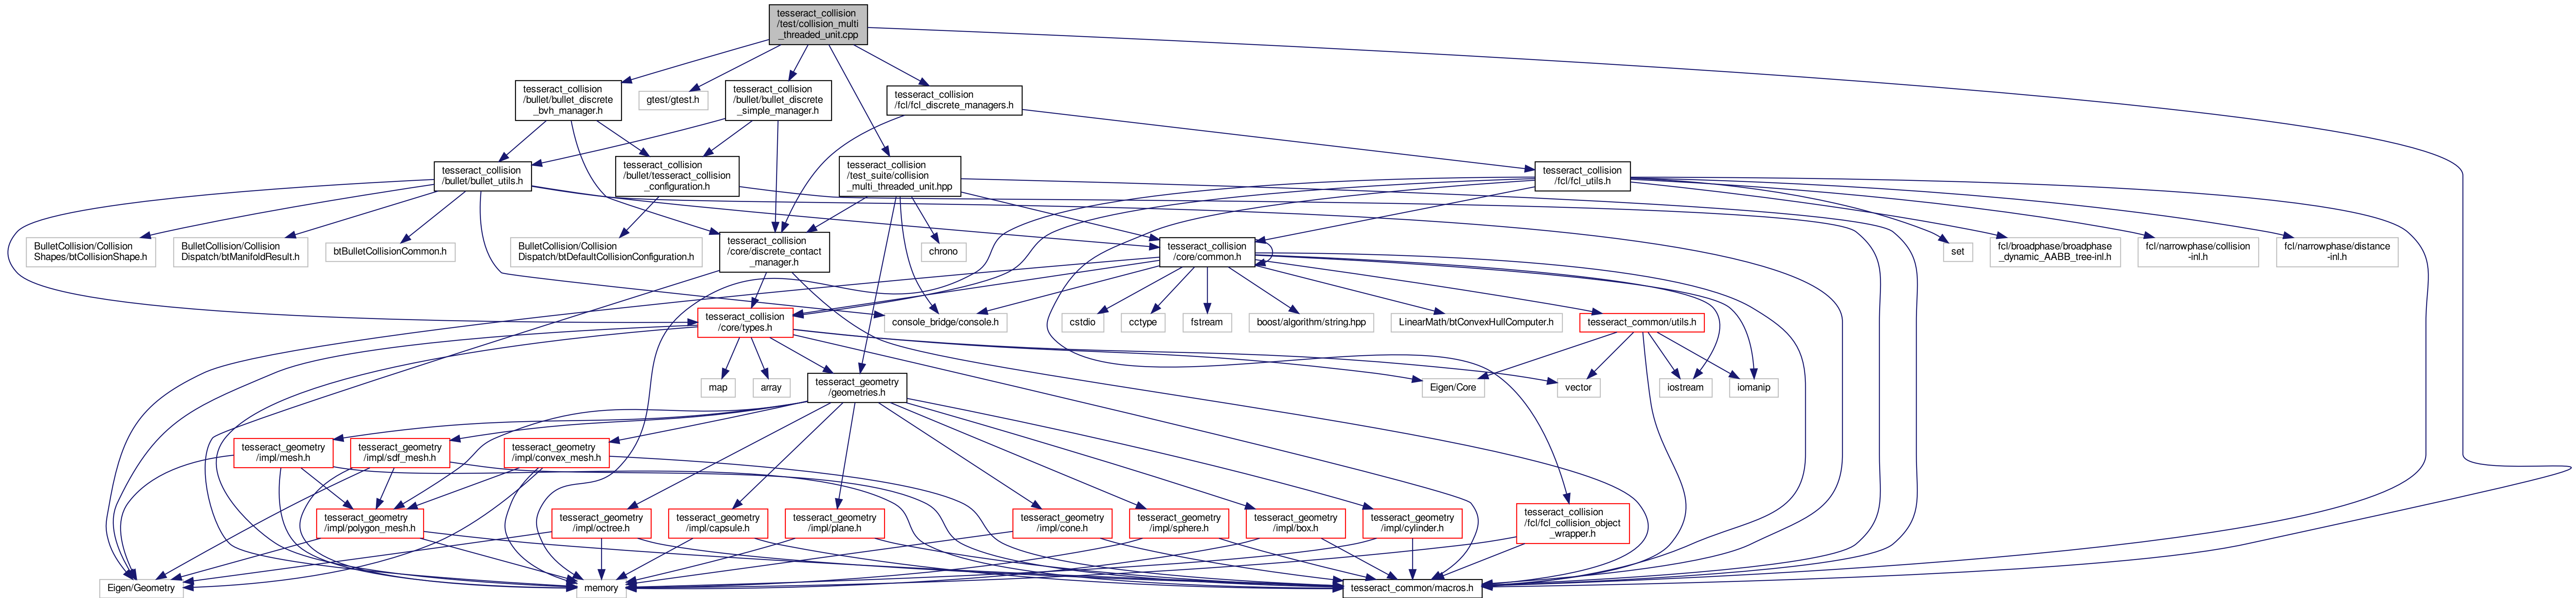 tesseract_collision
/test/collision_multi
_threaded_unit.cpp
tesseract_collision
/bullet/bullet_discrete
_bvh_manager.h
gtest/gtest.h
tesseract_collision
/bullet/bullet_discrete
_simple_manager.h
tesseract_collision
/fcl/fcl_discrete_managers.h
tesseract_collision
/bullet/bullet_utils.h
tesseract_collision
/bullet/tesseract_collision
_configuration.h
tesseract_collision
/test_suite/collision
_multi_threaded_unit.hpp
tesseract_collision
/fcl/fcl_utils.h
BulletCollision/Collision
Shapes/btCollisionShape.h
BulletCollision/Collision
Dispatch/btManifoldResult.h
btBulletCollisionCommon.h
BulletCollision/Collision
Dispatch/btDefaultCollisionConfiguration.h
tesseract_collision
/core/discrete_contact
_manager.h
chrono
tesseract_collision
/core/common.h
set
fcl/broadphase/broadphase
_dynamic_AABB_tree-inl.h
fcl/narrowphase/collision
-inl.h
fcl/narrowphase/distance
-inl.h
tesseract_collision
/core/types.h
console_bridge/console.h
cstdio
cctype
fstream
boost/algorithm/string.hpp
LinearMath/btConvexHullComputer.h
tesseract_common/utils.h
map
array
tesseract_geometry
/geometries.h
Eigen/Core
vector
iostream
iomanip
tesseract_geometry
/impl/mesh.h
tesseract_geometry
/impl/sdf_mesh.h
tesseract_geometry
/impl/convex_mesh.h
tesseract_geometry
/impl/polygon_mesh.h
tesseract_geometry
/impl/octree.h
tesseract_geometry
/impl/capsule.h
tesseract_geometry
/impl/plane.h
tesseract_geometry
/impl/cone.h
tesseract_geometry
/impl/sphere.h
tesseract_geometry
/impl/box.h
tesseract_geometry
/impl/cylinder.h
tesseract_collision
/fcl/fcl_collision_object
_wrapper.h
Eigen/Geometry
memory
tesseract_common/macros.h